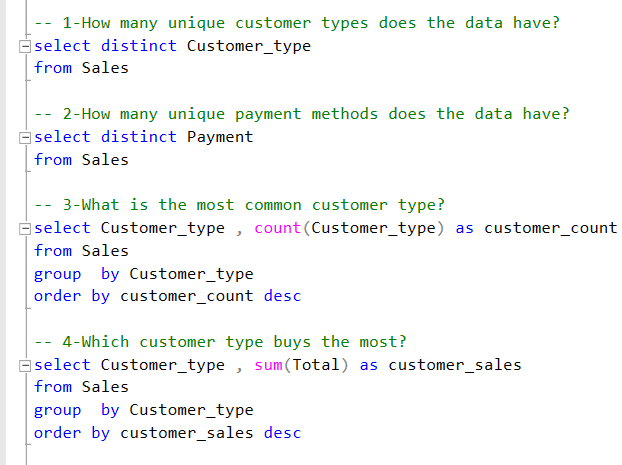 -- 1-How many unique customer types does the data have?
select distinct Customer_type
from Sales
-- 2-How many unique payment methods does the data have?
select distinct Payment
from Sales
-- 3-What is the most common customer type?
select Customer_type , count(Customer_type) as customer_count
from Sales
group  by Customer_type
order by customer_count desc
-- 4-Which customer type buys the most?
select Customer_type , sum(Total) as customer_sales
from Sales
group  by Customer_type
order by customer_sales desc